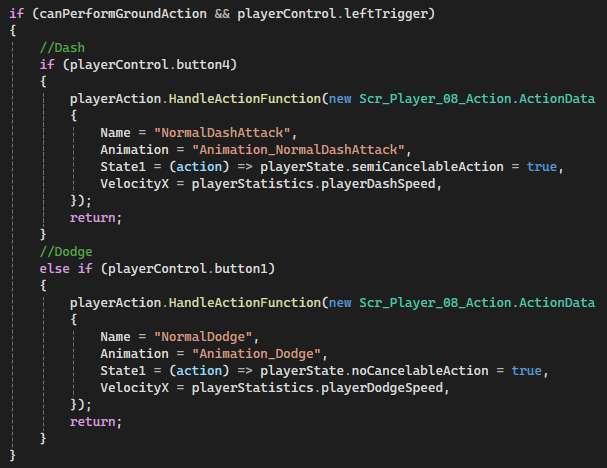 if (canPerformGroundAction && playerControl.leftTrigger)
{
    //Dash
    if (playerControl.button4)
    {
        playerAction.HandleActionFunction(new Scr_Player_08_Action.ActionData
        {
            Name = "NormalDashAttack",
            Animation = "Animation_NormalDashAttack",
            State1 = (action) => playerState.semiCancelableAction = true,
            VelocityX = playerStatistics.playerDashSpeed,
        });
        return;
    }
    //Dodge
    else if (playerControl.button1)
    {
        playerAction.HandleActionFunction(new Scr_Player_08_Action.ActionData
        {
            Name = "NormalDodge",
            Animation = "Animation_Dodge",
            State1 = (action) => playerState.noCancelableAction = true,
            VelocityX = playerStatistics.playerDodgeSpeed,
        });
        return;
    }
}